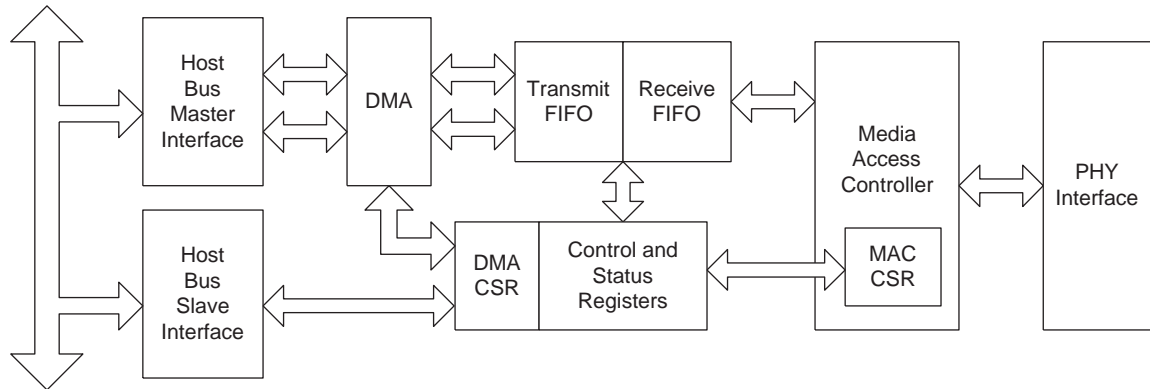 Host
Bus
Master
Interface
DMA
Transmit
FIFO
Receive
FIFO
Media
Access
Controller
PHY
Interface
Host
Bus
Slave
Interface
DMA
CSR
Control and
Status
Registers
MAC
CSR